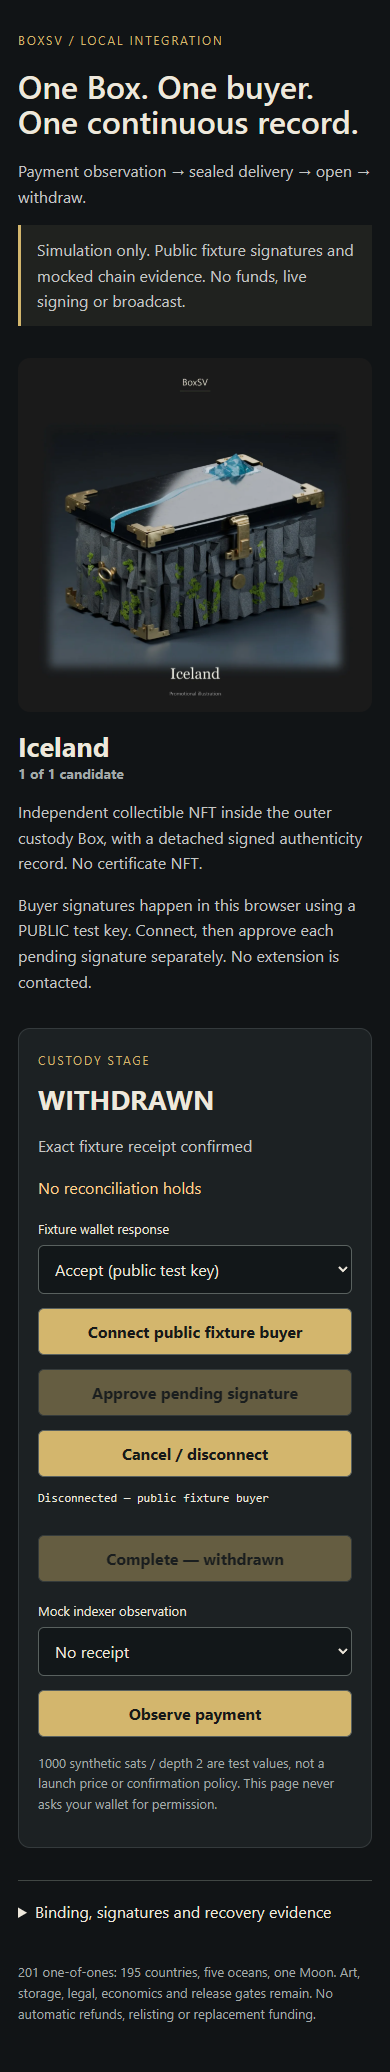 BOXSV / LOCAL INTEGRATION
One Box. One buyer.
One continuous record.
Payment observation → sealed delivery → open →
withdraw.
Simulation only. Public fixture signatures and
mocked chain evidence. No funds, live
signing or broadcast.
BoxSV
Iceland
Promotional illustration
Iceland
1 of 1 candidate
Independent collectible NFT inside the outer
custody Box, with a detached signed authenticity
record. No certificate NFT.
Buyer signatures happen in this browser using a
PUBLIC test key. Connect, then approve each
pending signature separately. No extension is
contacted.
CUSTODY STAGE
WITHDRAWN
Exact fixture receipt confirmed
No reconciliation holds
Fixture wallet response
Accept (public test key)
Connect public fixture buyer
Approve pending signature
Cancel / disconnect
Disconnected — public fixture buyer
Complete — withdrawn
Mock indexer observation
No receipt
Observe payment
1000 synthetic sats / depth 2 are test values, not a
launch price or confirmation policy. This page never
asks your wallet for permission.
▶ Binding, signatures and recovery evidence
201 one-of-ones: 195 countries, five oceans, one Moon. Art,
storage, legal, economics and release gates remain. No
automatic refunds, relisting or replacement funding.